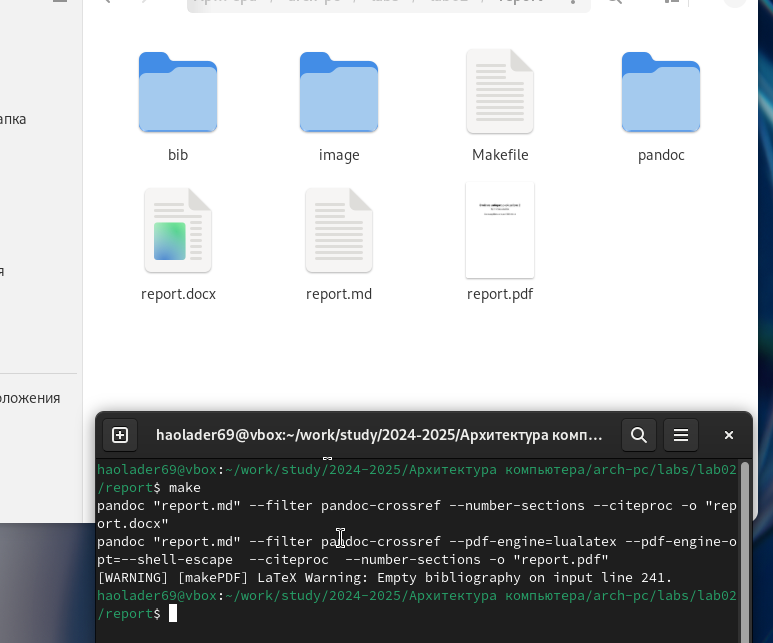 report
апка
я
оложения
bib
image
Makefile
pandoc
report.docx
report.md
report.pdf
haolader69@vbox:~/work/study/2024-2025/Архитектура комп…
haolader69@vbox:~/work/study/2024-2025/Архитектура компьютера/arch-pc/labs/lab02
/report$ make
pandoc "report.md" --filter pandoc-crossref --number-sections --citeproc -o "rep
ort.docx"
pandoc "report.md" --filter pandoc-crossref --pdf-engine=lualatex --pdf-engine-o
pt=--shell-escape  --citeproc  --number-sections -o "report.pdf"
[WARNING] [makePDF] LaTeX Warning: Empty bibliography on input line 241.
haolader69@vbox:~/work/study/2024-2025/Архитектура компьютера/arch-pc/labs/lab02
/report$